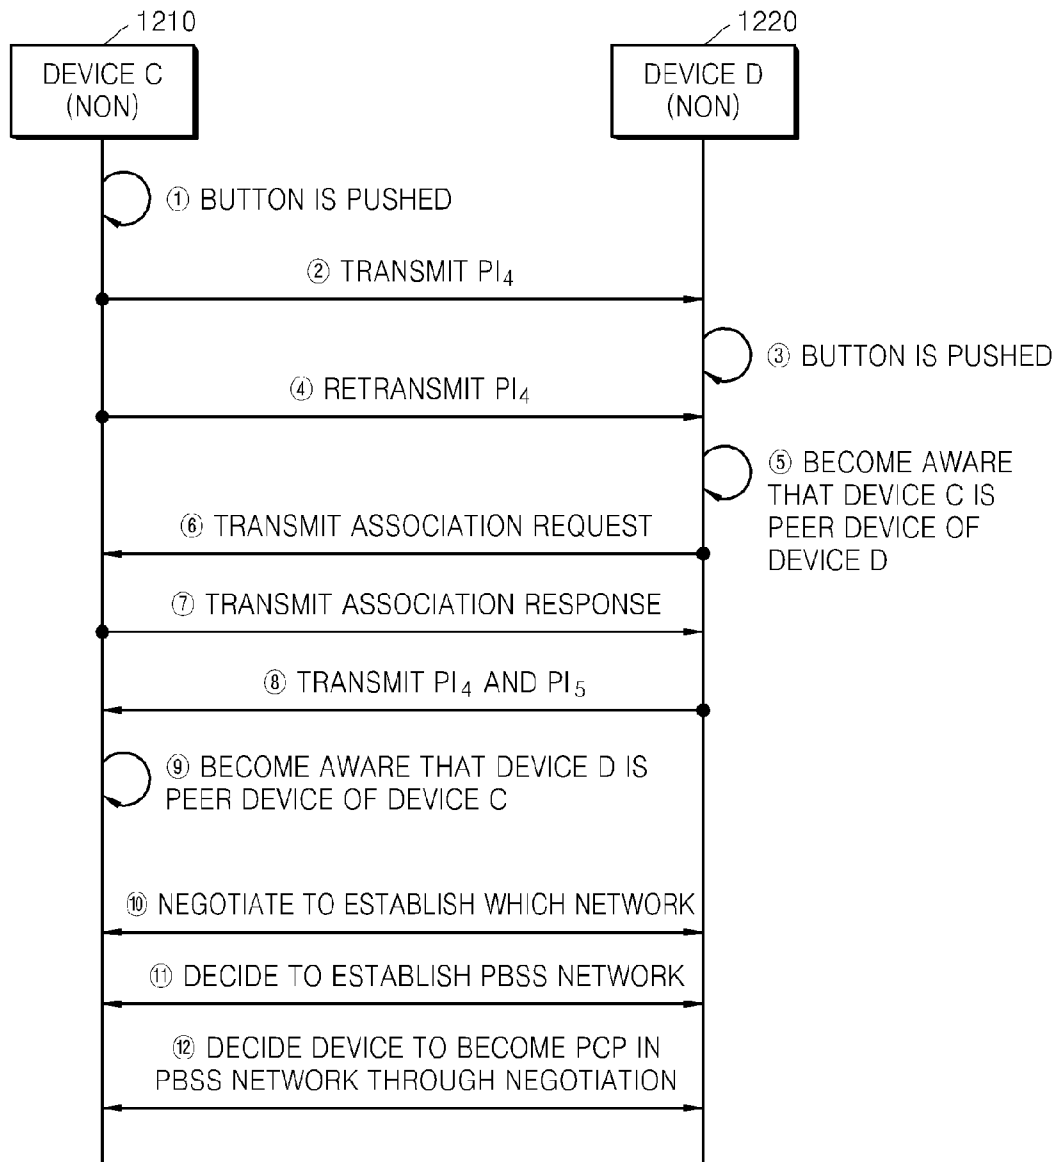 1210
1220
DEVICE C
(NON)
DEVICE D
(NON)
① BUTTON IS PUSHED
② TRANSMIT PI4
③ BUTTON IS PUSHED
④ RETRANSMIT PI4
⑤ BECOME AWARE
THAT DEVICE C IS
PEER DEVICE OF
DEVICE D
⑥ TRANSMIT ASSOCIATION REQUEST
⑦ TRANSMIT ASSOCIATION RESPONSE
⑧ TRANSMIT PI4 AND PI5
⑨ BECOME AWARE THAT DEVICE D IS
PEER DEVICE OF DEVICE C
⑩ NEGOTIATE TO ESTABLISH WHICH NETWORK
⑪ DECIDE TO ESTABLISH PBSS NETWORK
⑫ DECIDE DEVICE TO BECOME PCP IN
PBSS NETWORK THROUGH NEGOTIATION